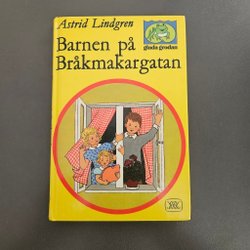 Astrid Lindgren
Barnen på
Bråkmakargatan
glada grodan